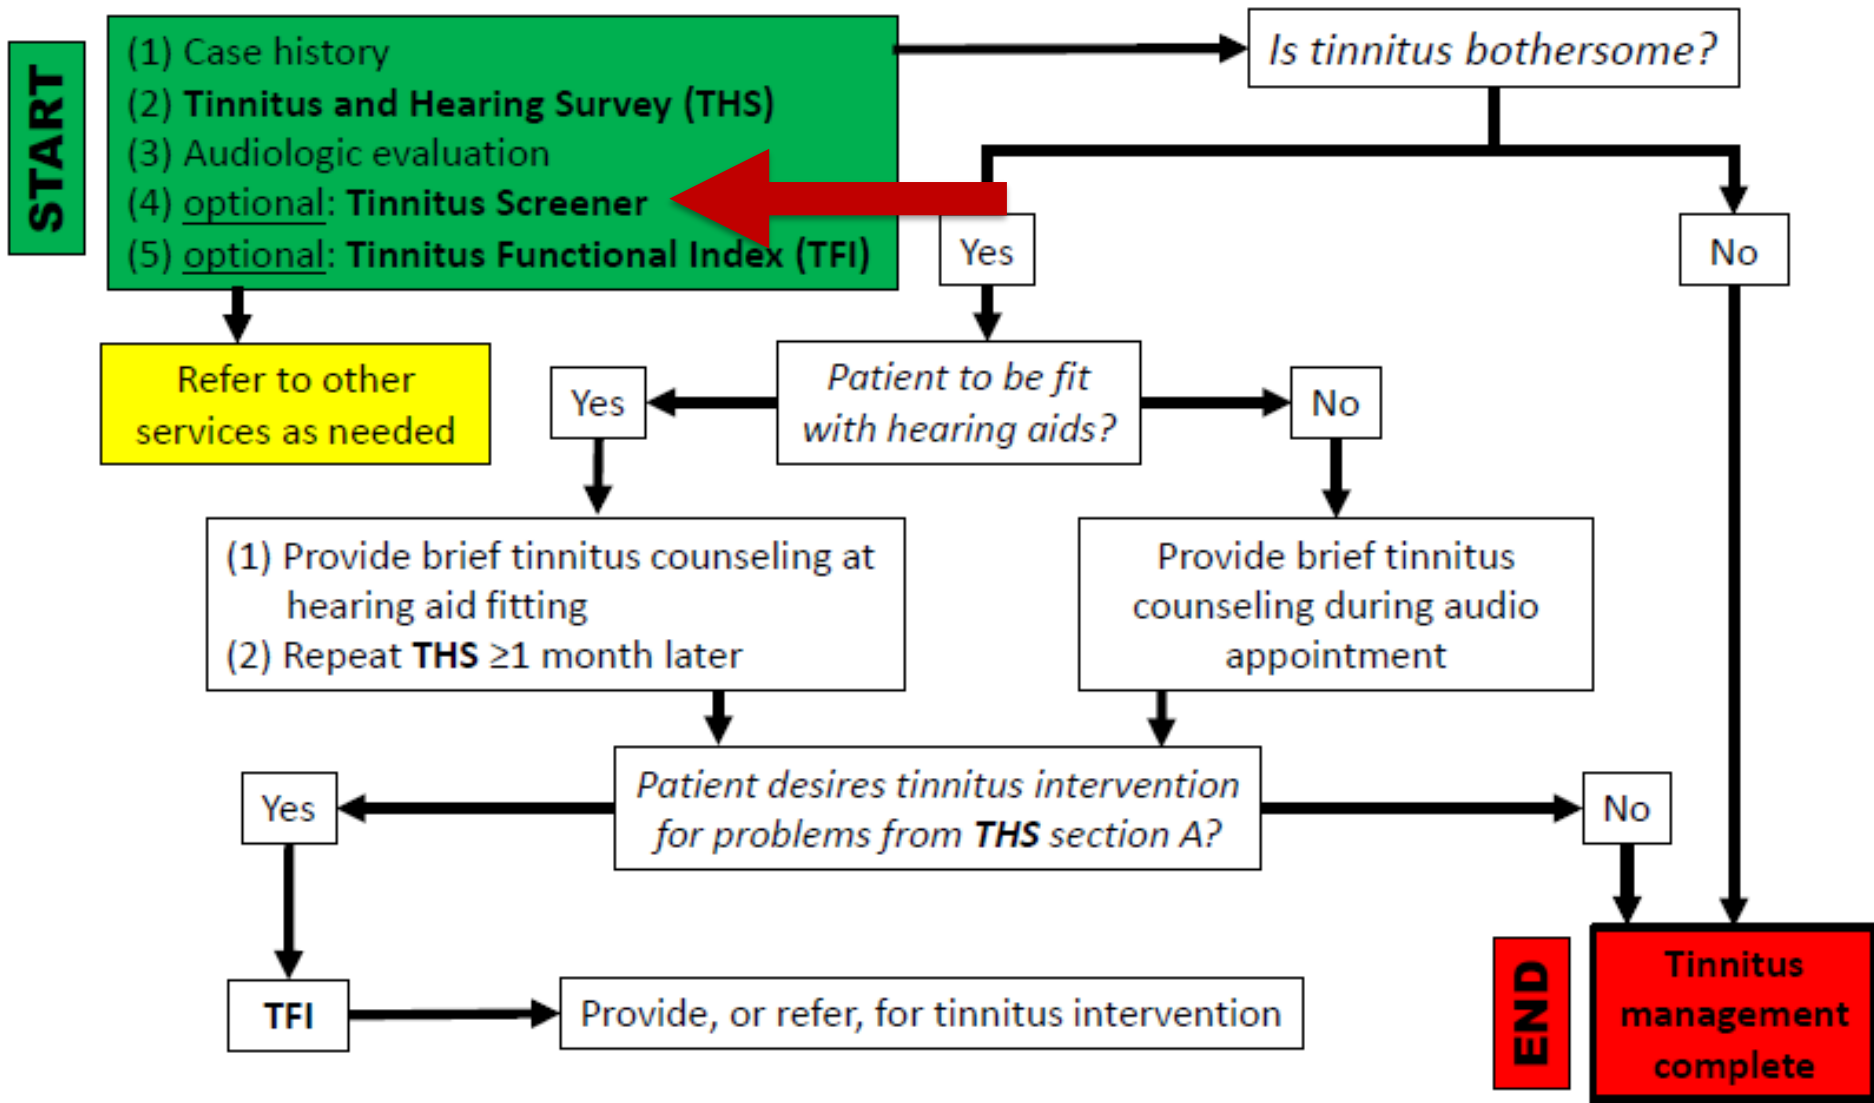 START
(1) Case history
(2) Tinnitus and Hearing Survey (THS)
(3) Audiologic evaluation
(4) optional: Tinnitus Screener
(5) optional: Tinnitus Functional Index (TFI)
Is tinnitus bothersome?
Yes
No
Refer to other
services as needed
Patient to be fit
with hearing aids?
Yes
No
(1) Provide brief tinnitus counseling at
hearing aid fitting
(2) Repeat THS ≥1 month later
Provide brief tinnitus
counseling during audio
appointment
Patient desires tinnitus intervention
for problems from THS section A?
Yes
No
TFI
Provide, or refer, for tinnitus intervention
END
Tinnitus
management
complete